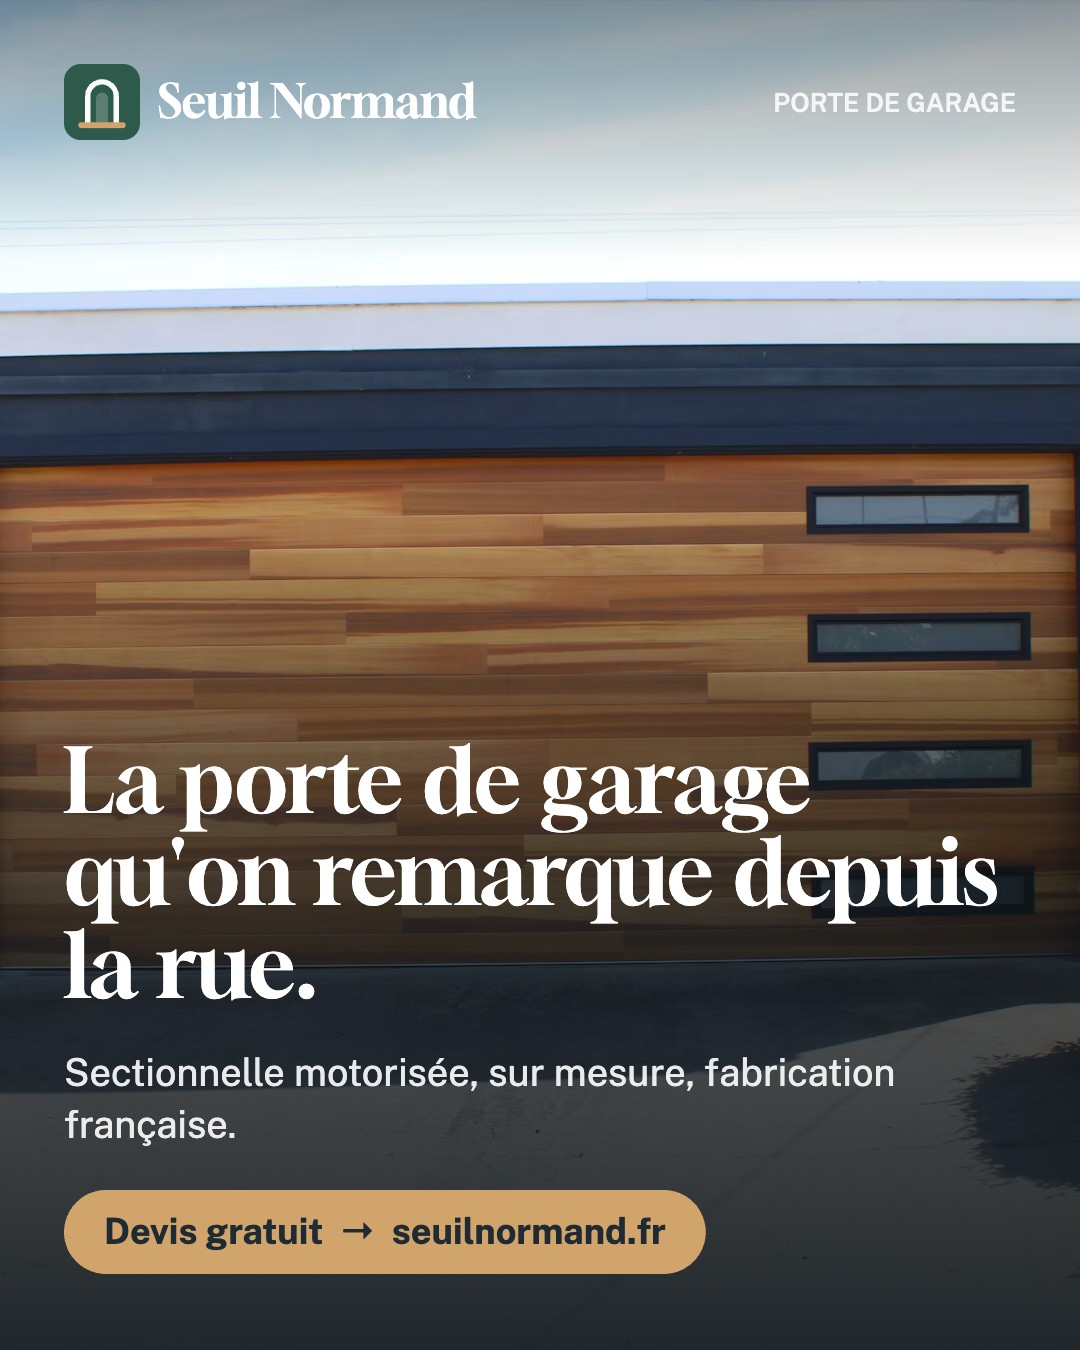 Seuil Normand
PORTE DE GARAGE
La porte de garage
qu'on remarque depuis
la rue.
Sectionnelle motorisée, sur mesure, fabrication
française.
Devis gratuit → seuilnormand.fr